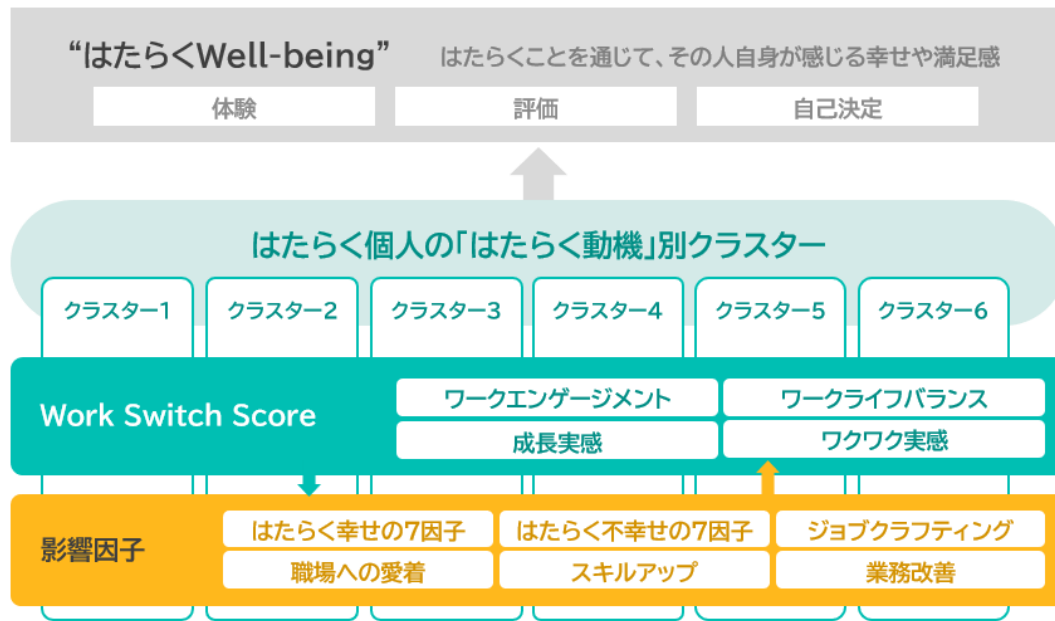 “はたらくWell-being”
はたらくことを通じて、その人自身が感じる幸せや満足感
体験
評価
自己決定
はたらく個人の「はたらく動機」別クラスター
クラスター1
クラスター2
クラスター3
クラスター4
クラスター5
クラスター6
Work Switch Score
ワークエンゲージメント
ワークライフバランス
成長実感
ワクワク実感
影響因子
はたらく幸せの7因子
はたらく不幸せの7因子
ジョブクラフティング
職場への愛着
スキルアップ
業務改善